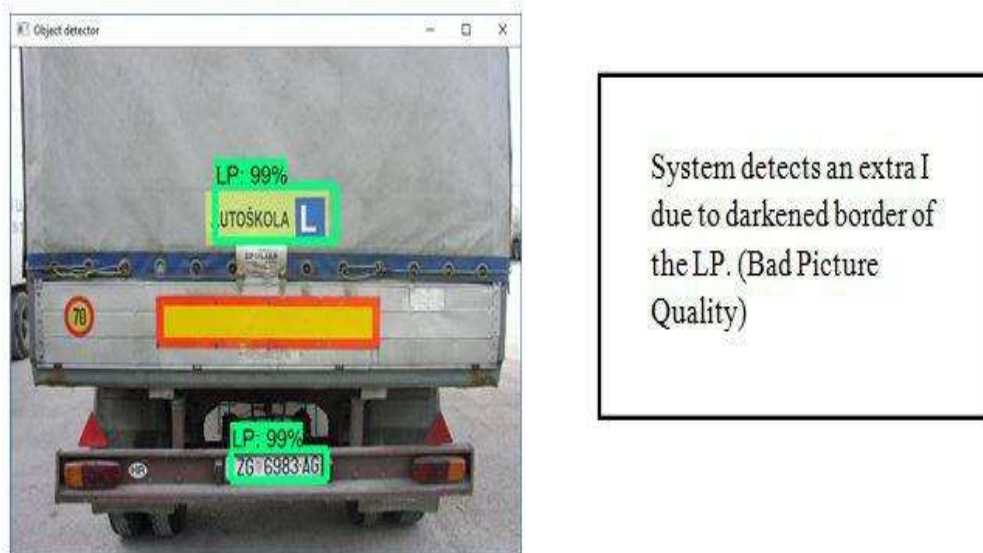 Object detector
LP: 99%
UTOŠKOLA L
70
LP: 99%
ZG 6983 AG
HR
System detects an extra I
due to darkened border of
the LP. (Bad Picture
Quality)